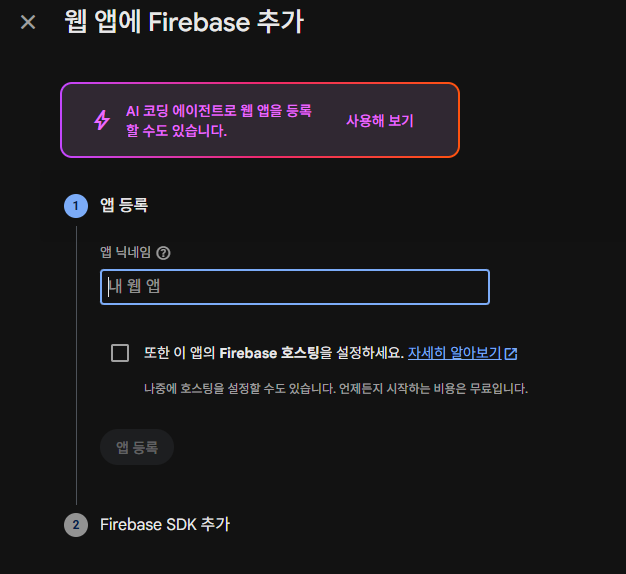 웹 앱에 Firebase 추가
AI 코딩 에이전트로 웹 앱을 등록
할 수도 있습니다.
사용해 보기
1 앱 등록
앱 닉네임
내 웹 앱
또한 이 앱의 Firebase 호스팅을 설정하세요. 자세히 알아보기
나중에 호스팅을 설정할 수도 있습니다. 언제든지 시작하는 비용은 무료입니다.
앱 등록
2 Firebase SDK 추가